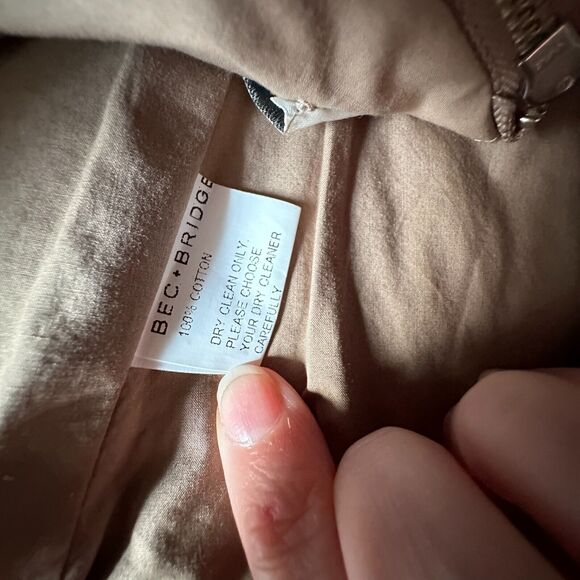 BEC + BRIDGE
100% COTTON
DRY CLEAN ONLY.
PLEASE CHOOSE
YOUR DRY CLEANER
CAREFULLY